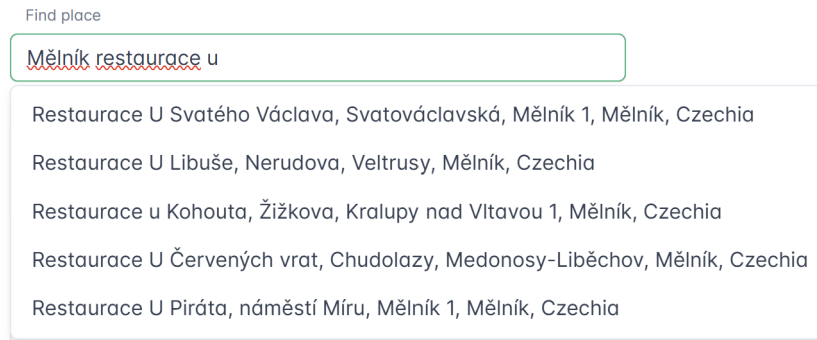 Find place
Mělník restaurace u
Restaurace U Svatého Václava, Svatováclavská, Mělník 1, Mělník, Czechia
Restaurace U Libuše, Nerudova, Veltrusy, Mělník, Czechia
Restaurace u Kohouta, Žižkova, Kralupy nad Vltavou 1, Mělník, Czechia
Restaurace U Červených vrat, Chudolazy, Medonosy-Liběchov, Mělník, Czechia
Restaurace U Piráta, náměstí Míru, Mělník 1, Mělník, Czechia